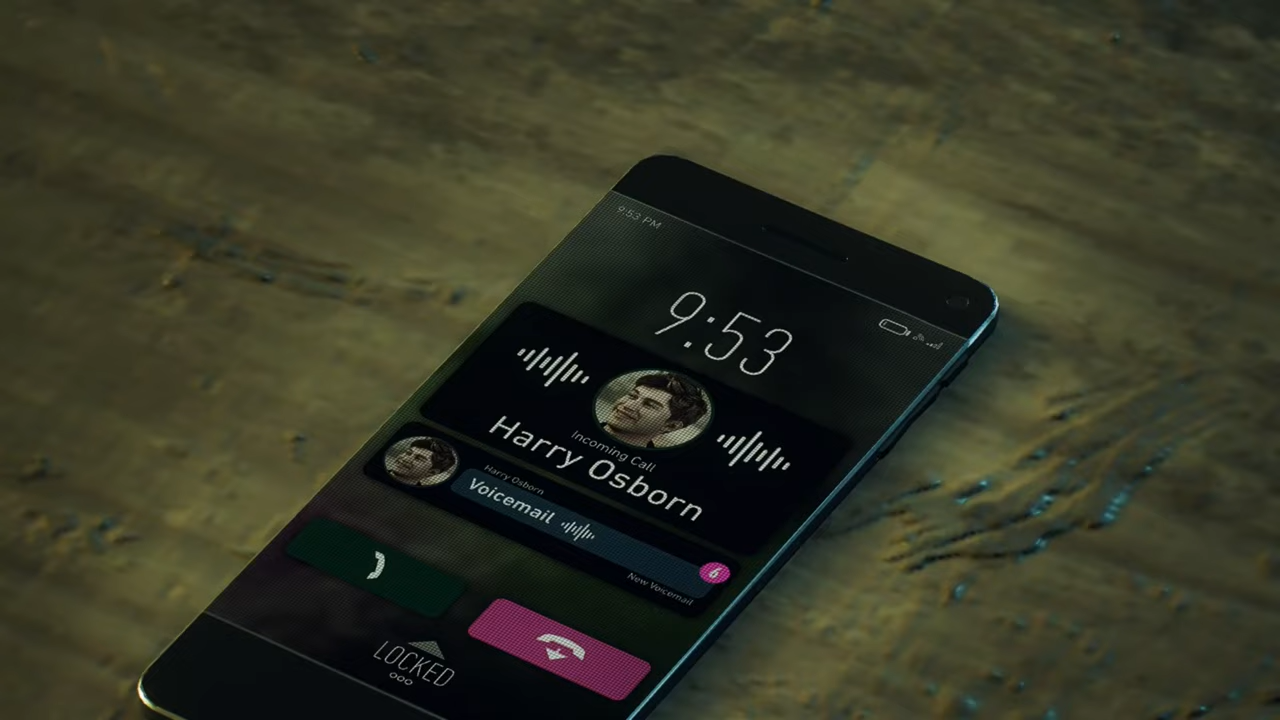 9:53 PM
9:53
Incoming Call
Harry Osborn
Harry Osborn
Voicemail
6
New Voicemail
LOCKED